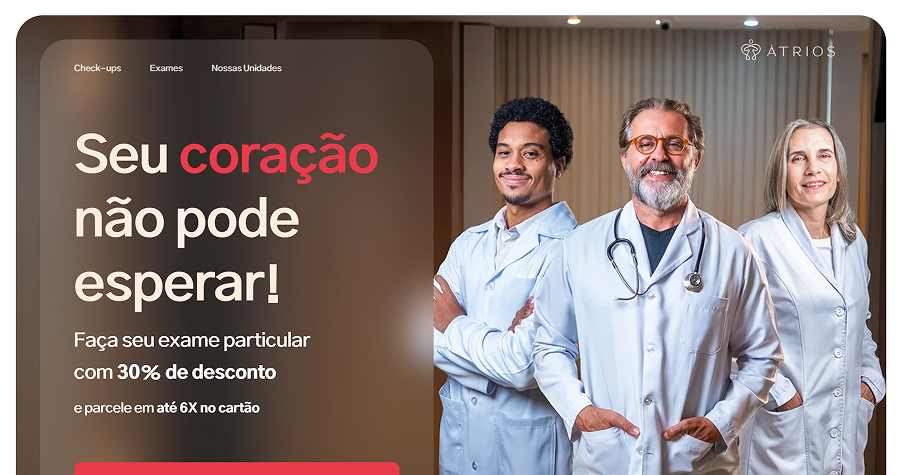 Check-ups Exames Nossas Unidades
ÁTRIOS
Seu coração
não pode
esperar!
Faça seu exame particular
com 30% de desconto
e parcele em até 6X no cartão